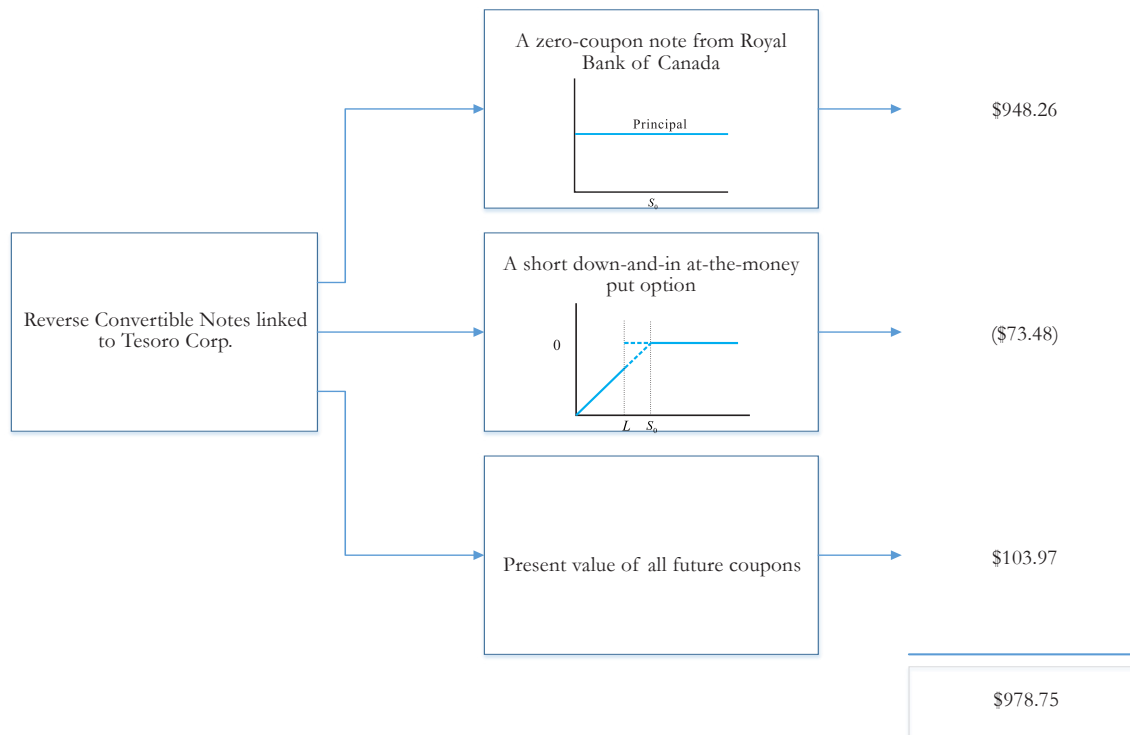 A zero-coupon note from Royal
Bank of Canada
Principal
S₀
$948.26
Reverse Convertible Notes linked
to Tesoro Corp.
A short down-and-in at-the-money
put option
0
L
S₀
($73.48)
Present value of all future coupons
$103.97
$978.75